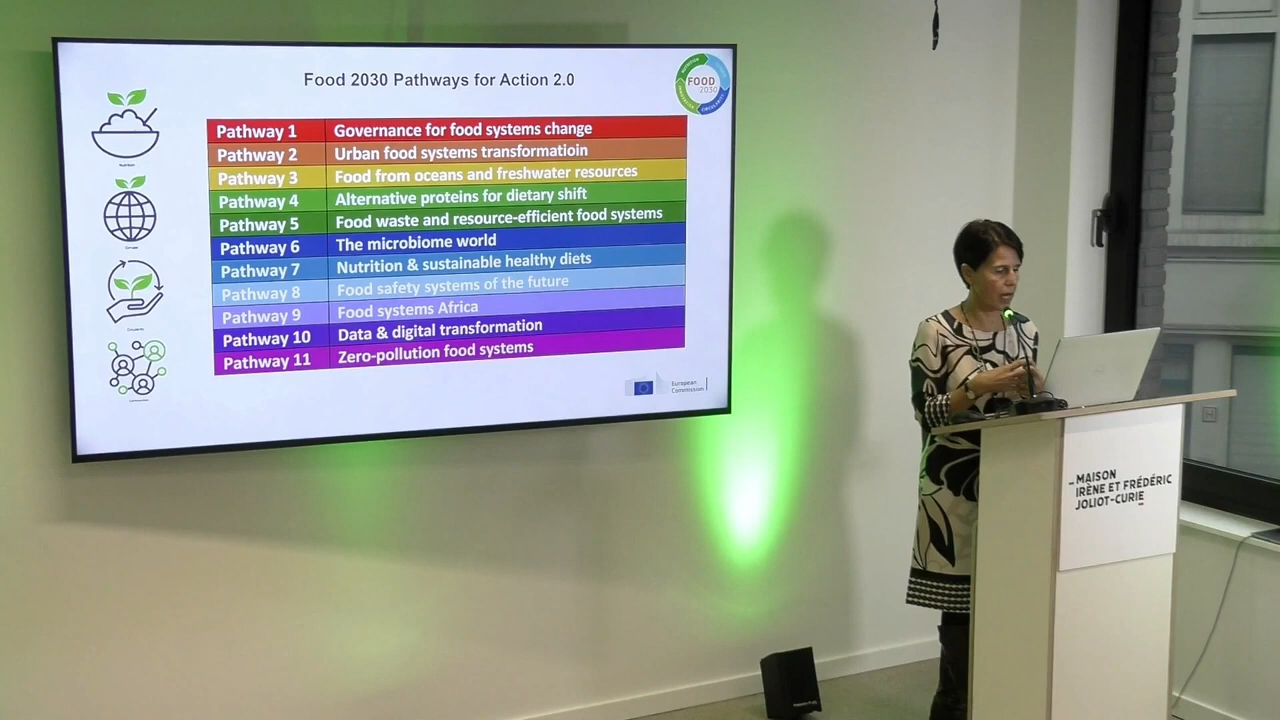 Food 2030 Pathways for Action 2.0
FOOD
2030
Pathway 1 Governance for food systems change
Pathway 2 Urban food systems transformatioin
Pathway 3 Food from oceans and freshwater resources
Pathway 4 Alternative proteins for dietary shift
Pathway 5 Food waste and resource-efficient food systems
Pathway 6 The microbiome world
Pathway 7 Nutrition & sustainable healthy diets
Pathway 8 Food safety systems of the future
Pathway 9 Food systems Africa
Pathway 10 Data & digital transformation
Pathway 11 Zero-pollution food systems
European
Commission
MAISON
IRÈNE ET FRÉDÉRIC
JOLIOT-CURIE